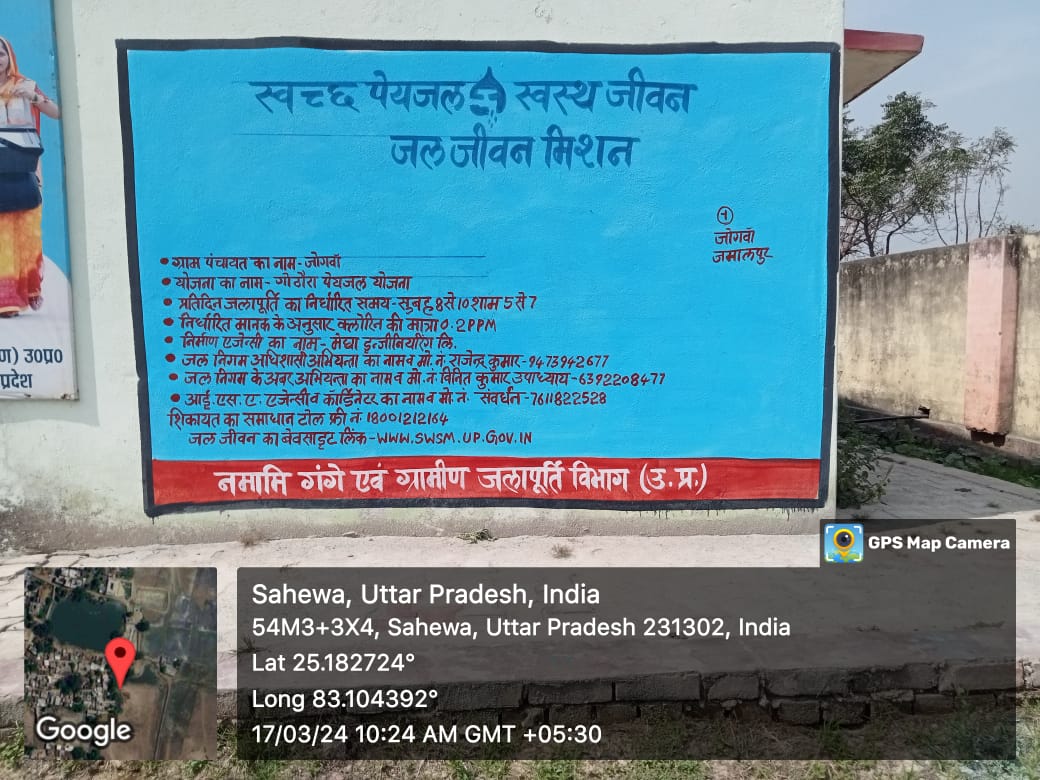 स्वच्छ पेयजल स्वस्थ जीवन
जल जीवन मिशन
१
जोगवाँ
जमालपुर
• ग्राम पंचायत का नाम - जोगवाँ
• योजना का नाम - गोठौरा पेयजल योजना
• प्रतिदिन जलापूर्ति का निर्धारित समय - सुबह 8 से 10 शाम 5 से 7
• निर्धारित मानक के अनुसार क्लोरिन की मात्रा 0.2 PPM
• निर्माण एजेन्सी का नाम - मेघा इन्जीनियरिंग लि.
• जल निगम अधिशासी अभियन्ता का नाम व मो. नं. राजेन्द्र कुमार - 9473942677
• जल निगम के अवर अभियन्ता का नाम व मो. नं. विनित कुमार उपाध्याय - 6392208477
• आई. एस. ए. एजेन्सी व कार्डिनेटर का नाम व मो. नं. संवर्धन - 7611822528
शिकायत का समाधान टोल फ्री नं. 18001212164
जल जीवन का बेवसाइट लिंक - WWW.SWSM.UP.GOV.IN
नमामि गंगे एवं ग्रामीण जलापूर्ति विभाग (उ.प्र.)
ण) उ०प्र०
प्रदेश
GPS Map Camera
Sahewa, Uttar Pradesh, India
54M3+3X4, Sahewa, Uttar Pradesh 231302, India
Lat 25.182724°
Long 83.104392°
17/03/24 10:24 AM GMT +05:30
Google